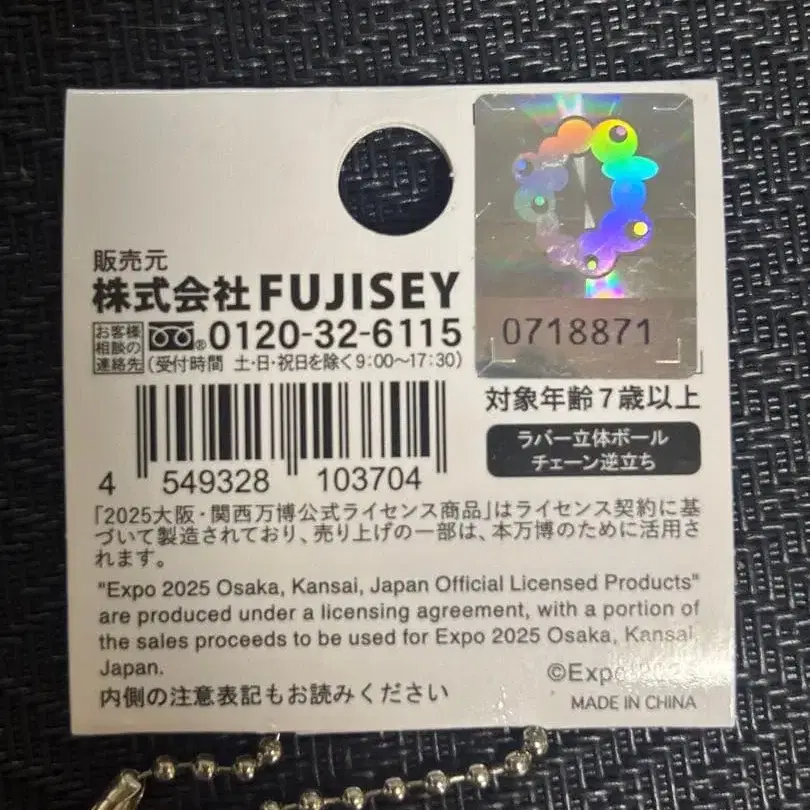 販売元
株式会社 FUJISEY
お客様
相談の
連絡先
® 0120-32-6115
(受付時間 土・日・祝日を除く9:00〜17:30)
0718871
対象年齢7歳以上
ラバー立体ボール
チェーン逆立ち
4 549328 103704
「2025大阪・関西万博公式ライセンス商品」はライセンス契約に基
づいて製造されており、売り上げの一部は、本万博のために活用さ
れます。
"Expo 2025 Osaka, Kansai, Japan Official Licensed Products"
are produced under a licensing agreement, with a portion of
the sales proceeds to be used for Expo 2025 Osaka, Kansai,
Japan.
©Expo
内側の注意表記もお読みください
MADE IN CHINA